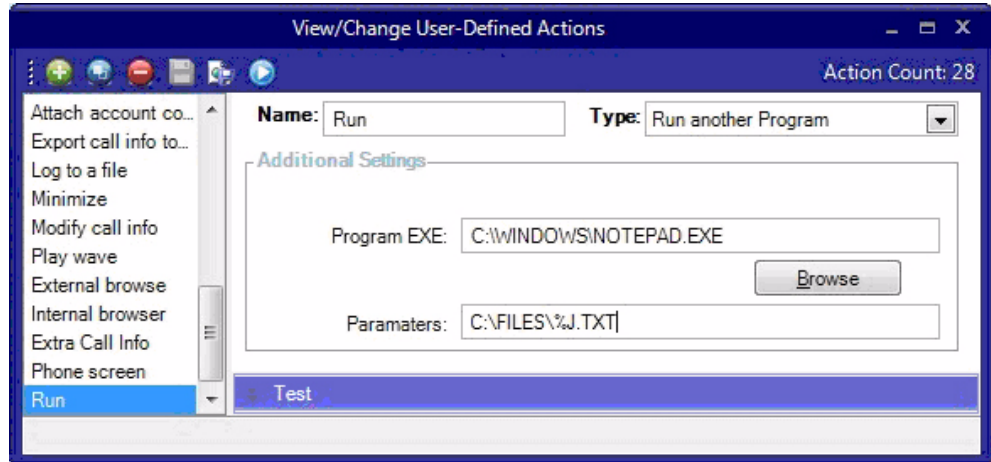 View/Change User-Defined Actions
Action Count: 28
Attach account co...
Export call info to...
Log to a file
Minimize
Modify call info
Play wave
External browse
Internal browser
Extra Call Info
Phone screen
Run
Name: Run Type: Run another Program
Additional Settings
Program EXE: C:\WINDOWS\NOTEPAD.EXE
Browse
Paramaters: C:\FILES\%J.TXT
Test